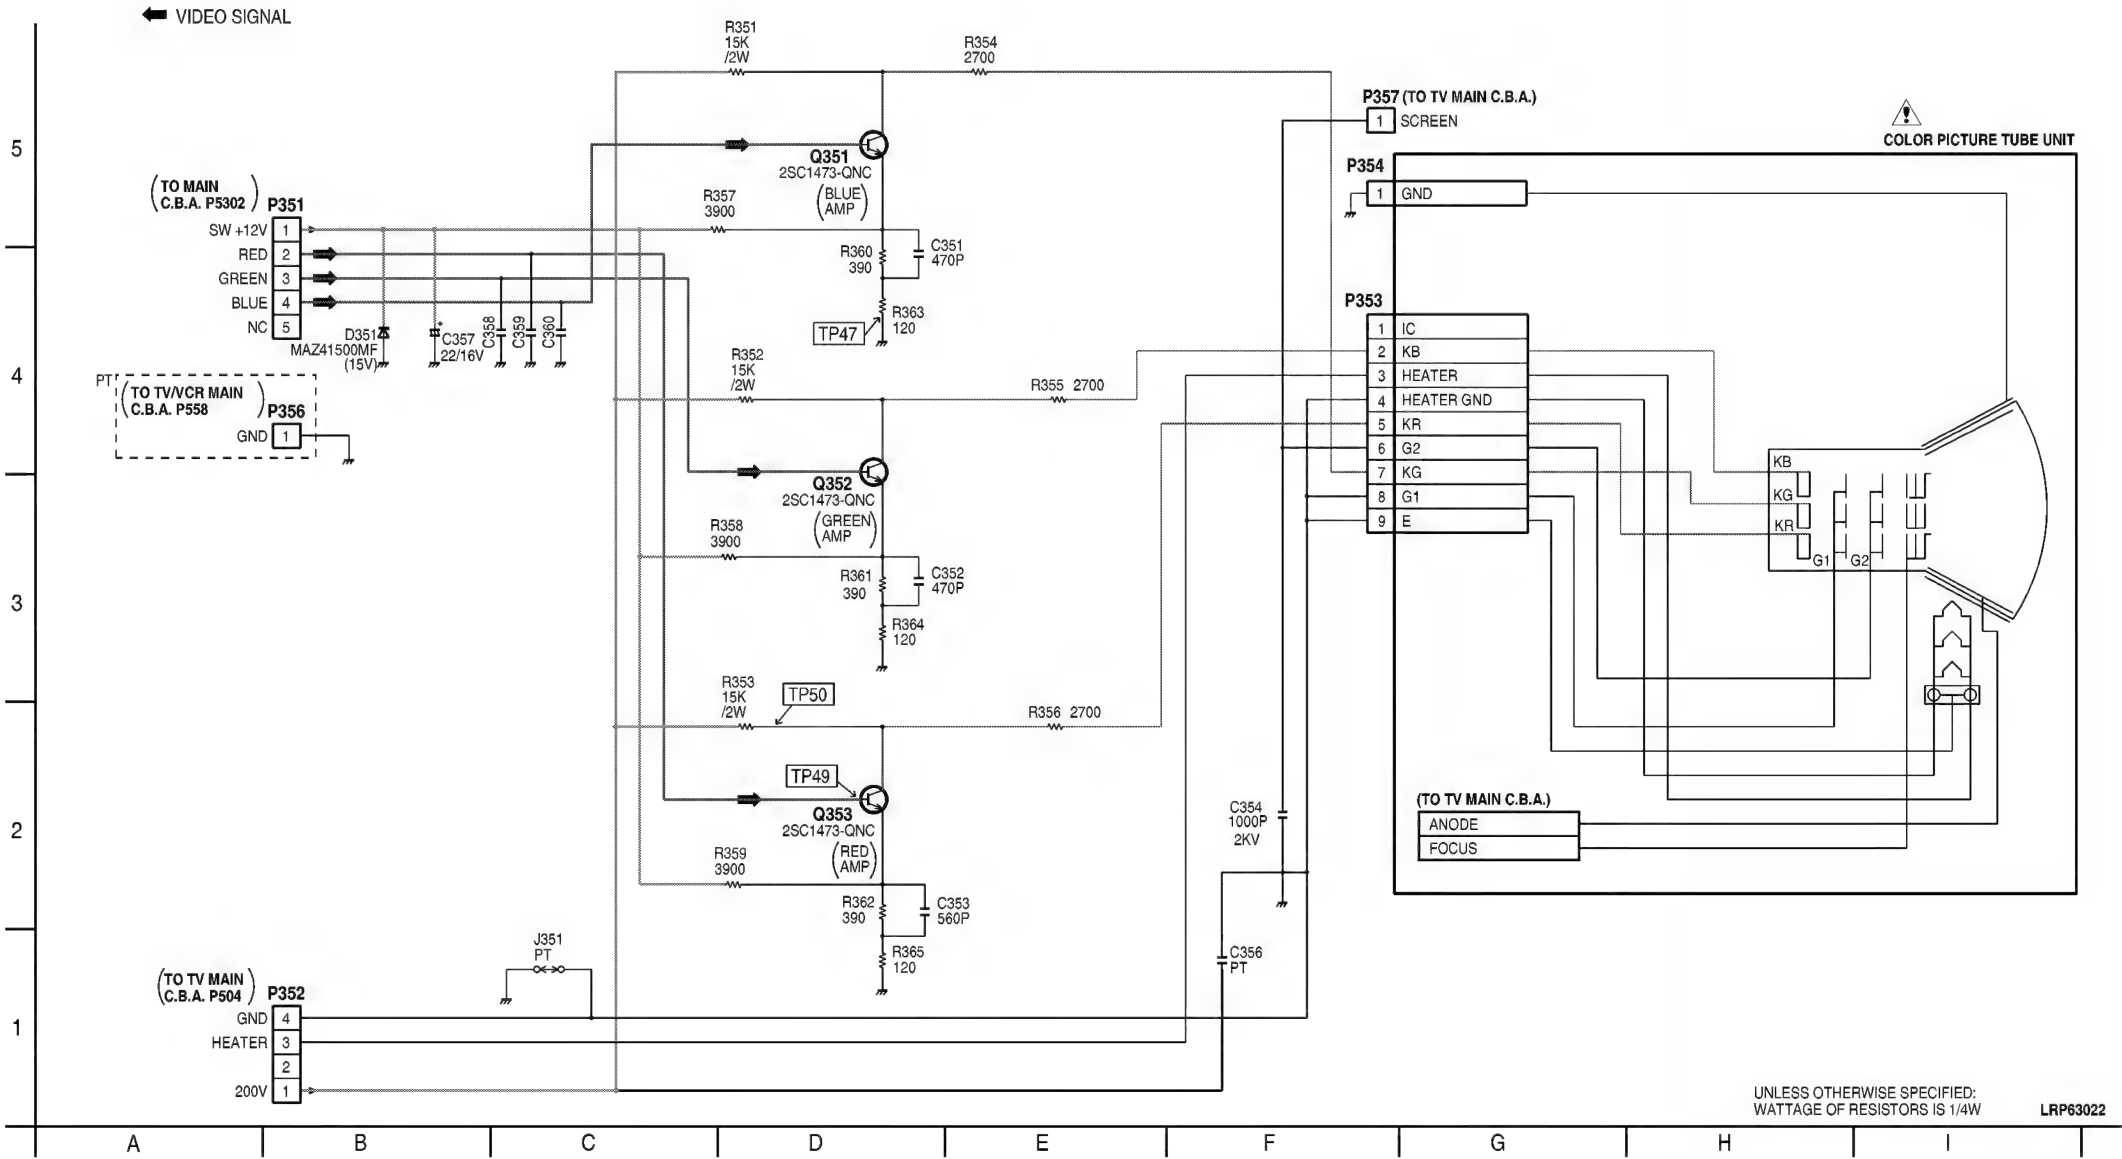 VIDEO SIGNAL
R351
15K
/2W
R354
2700
P357 (TO TV MAIN C.B.A.)
1 SCREEN
COLOR PICTURE TUBE UNIT
5
Q351
2SC1473-QNC
(BLUE
AMP)
P354
1 GND
(TO MAIN
C.B.A. P5302)
P351
R357
3900
SW +12V 1
RED 2
GREEN 3
BLUE 4
NC 5
R360
390
C351
470P
D351
MAZ41500MF
(15V)
C357
22/16V
C358
C359
C360
TP47
R363
120
P353
1 IC
2 KB
3 HEATER
4 HEATER GND
5 KR
6 G2
7 KG
8 G1
9 E
4
PT
(TO TV/VCR MAIN
C.B.A. P558)
P356
GND 1
R352
15K
/2W
R355 2700
Q352
2SC1473-QNC
(GREEN
AMP)
KB
KG
KR
G1
G2
R358
3900
3
R361
390
C352
470P
R364
120
R353
15K
/2W
TP50
R356 2700
TP49
Q353
2SC1473-QNC
(RED
AMP)
2
C354
1000P
2KV
(TO TV MAIN C.B.A.)
ANODE
FOCUS
R359
3900
R362
390
C353
560P
J351
PT
R365
120
C356
PT
(TO TV MAIN
C.B.A. P504)
P352
GND 4
HEATER 3
2
200V 1
1
UNLESS OTHERWISE SPECIFIED:
WATTAGE OF RESISTORS IS 1/4W
LRP63022
A B C D E F G H I